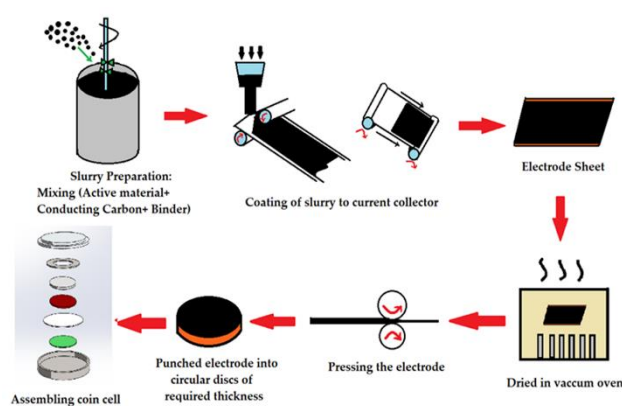 Slurry Preparation:
Mixing (Active material+
Conducting Carbon+ Binder)
Coating of slurry to current collector
Electrode Sheet
Dried in vaccum oven
Pressing the electrode
Punched electrode into
circular discs of
required thickness
Assembling coin cell